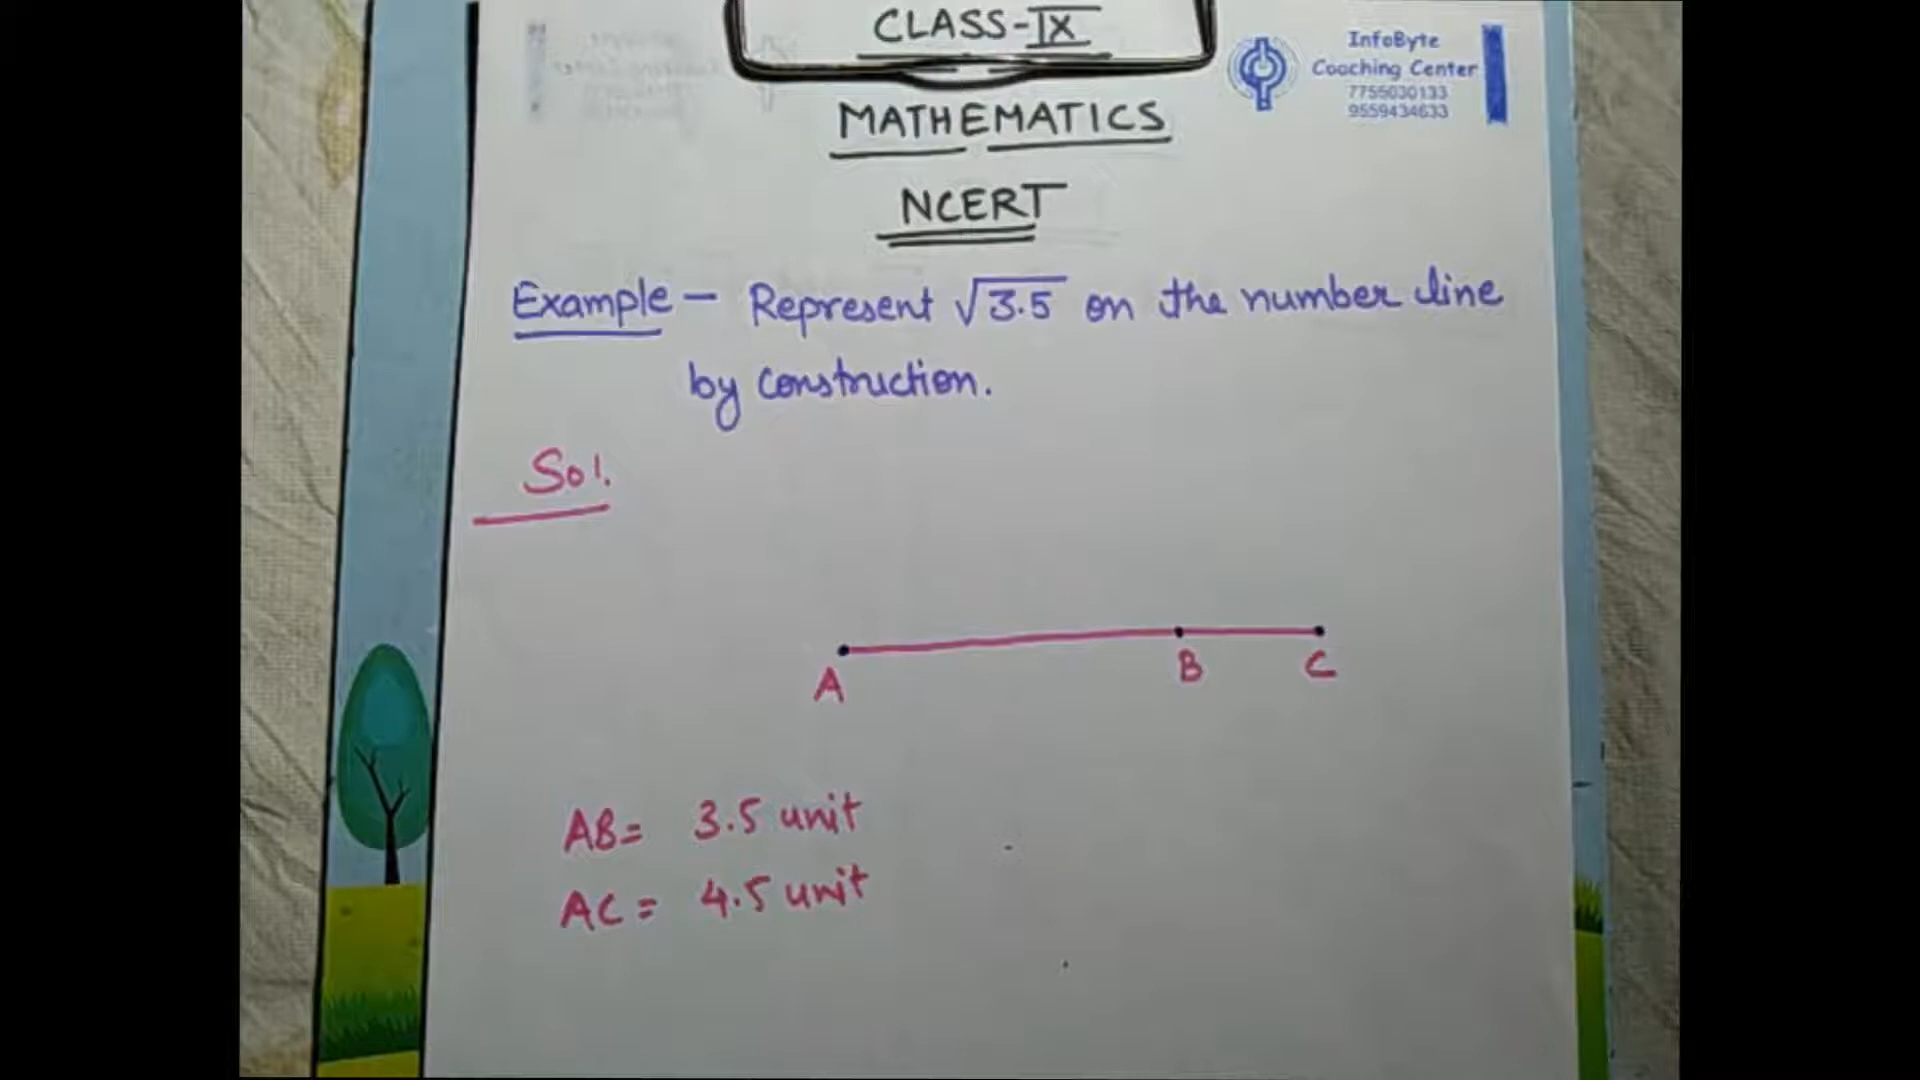 CLASS-IX
InfoByte
Coaching Center
7755030133
9559434633
MATHEMATICS
NCERT
Example - Represent √3.5 on the number line
by construction.
Sol.
A
B
C
AB= 3.5 unit
AC= 4.5 unit